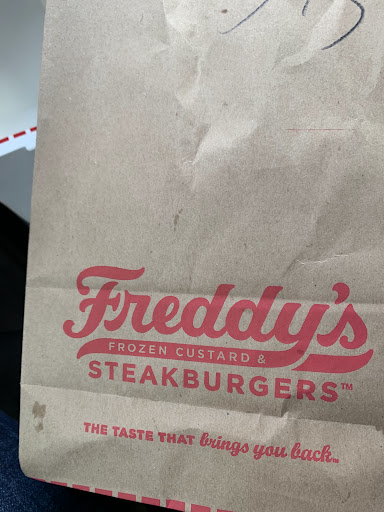 Freddy's
FROZEN CUSTARD &
STEAKBURGERS™
THE TASTE THAT brings you back™